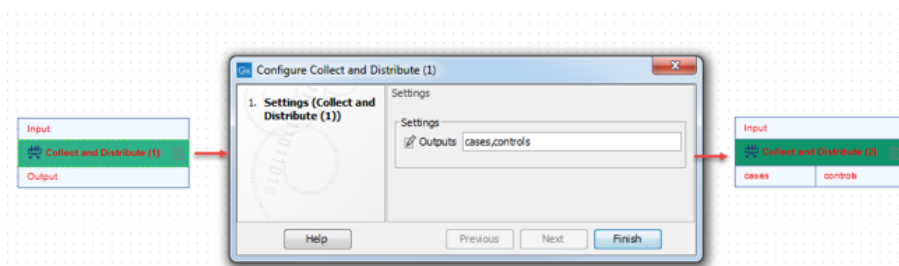 Input
Collect and Distribute (1)
Output
Gx Configure Collect and Distribute (1)
1. Settings (Collect and
Distribute (1))
Settings
Settings
Outputs cases,controls
Help
Previous
Next
Finish
Input
Collect and Distribute (2)
cases
controls